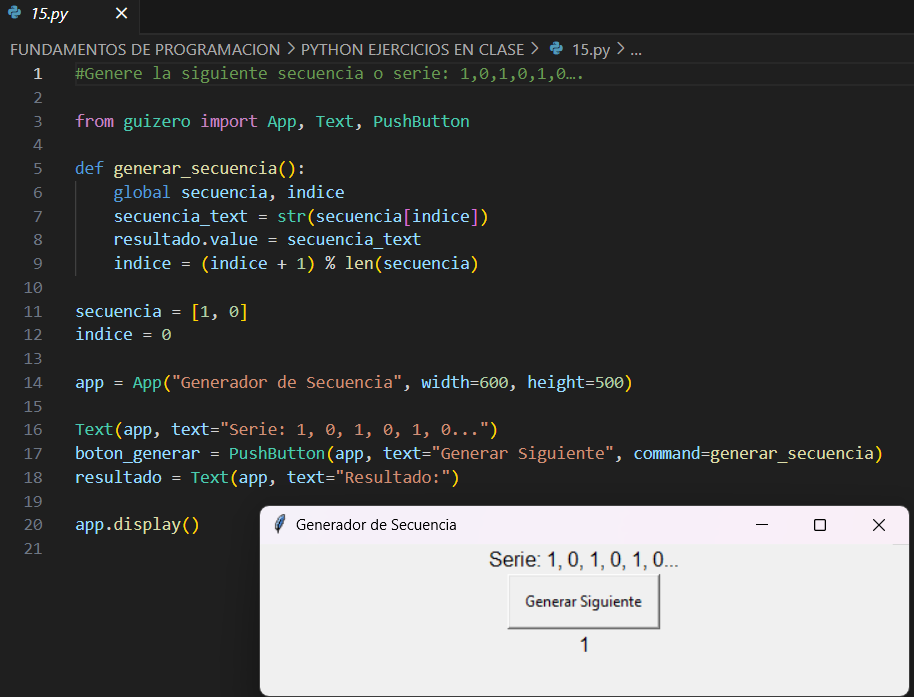 15.py
FUNDAMENTOS DE PROGRAMACION > PYTHON EJERCICIOS EN CLASE > 15.py > ...
1 #Genere la siguiente secuencia o serie: 1,0,1,0,1,0….
2
3 from guizero import App, Text, PushButton
4
5 def generar_secuencia():
6     global secuencia, indice
7     secuencia_text = str(secuencia[indice])
8     resultado.value = secuencia_text
9     indice = (indice + 1) % len(secuencia)
10
11 secuencia = [1, 0]
12 indice = 0
13
14 app = App("Generador de Secuencia", width=600, height=500)
15
16 Text(app, text="Serie: 1, 0, 1, 0, 1, 0...")
17 boton_generar = PushButton(app, text="Generar Siguiente", command=generar_secuencia)
18 resultado = Text(app, text="Resultado:")
19
20 app.display()
21
Generador de Secuencia
Serie: 1, 0, 1, 0, 1, 0...
Generar Siguiente
1